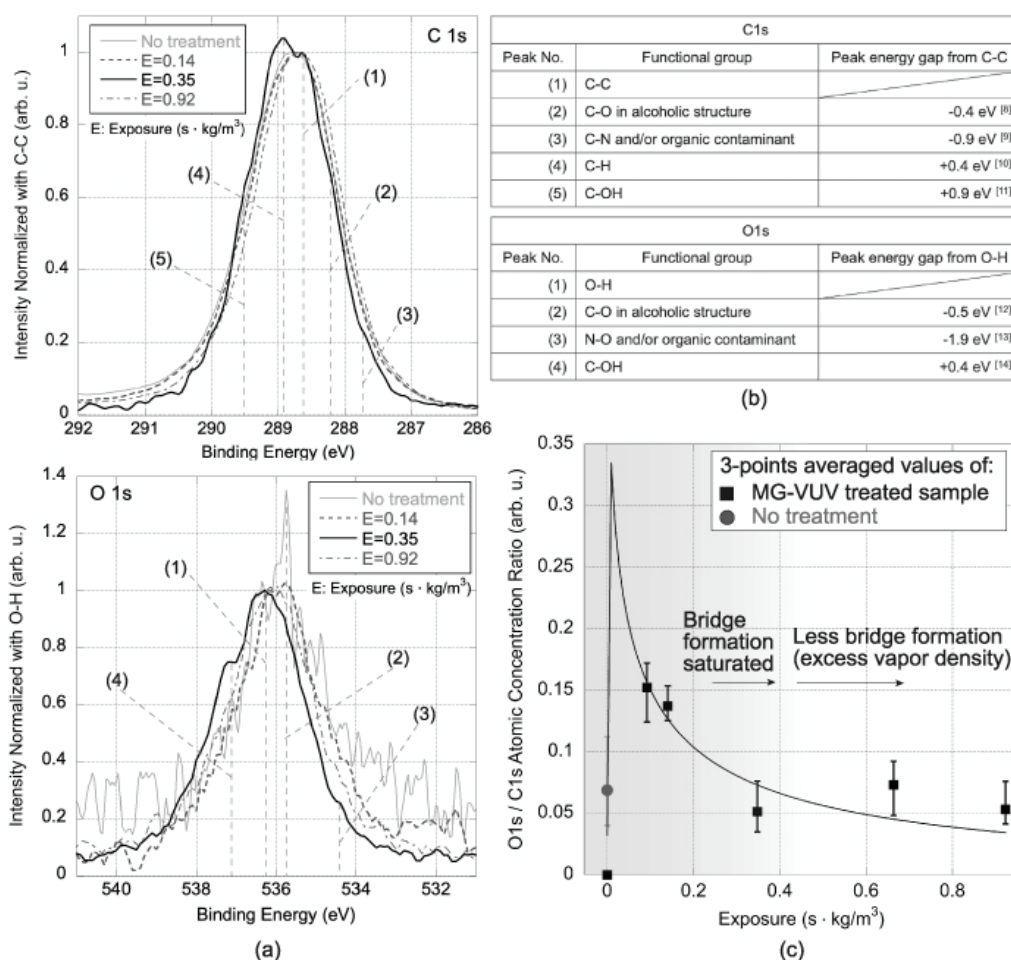 C 1s
No treatment
E=0.14
E=0.35
E=0.92
E: Exposure (s · kg/m³)
(1)
(4)
(2)
(5)
(3)
Intensity Normalized with C-C (arb. u.)
1
0.8
0.6
0.4
0.2
0
292 291 290 289 288 287 286
Binding Energy (eV)
O 1s
No treatment
E=0.14
E=0.35
E=0.92
E: Exposure (s · kg/m³)
(1)
(2)
(4)
(3)
Intensity Normalized with O-H (arb. u.)
1.4
1.2
1
0.8
0.6
0.4
0.2
0
540 538 536 534 532
Binding Energy (eV)
(a)
C1s
Peak No. Functional group Peak energy gap from C-C
(1) C-C
(2) C-O in alcoholic structure -0.4 eV [8]
(3) C-N and/or organic contaminant -0.9 eV [9]
(4) C-H +0.4 eV [10]
(5) C-OH +0.9 eV [11]
O1s
Peak No. Functional group Peak energy gap from O-H
(1) O-H
(2) C-O in alcoholic structure -0.5 eV [12]
(3) N-O and/or organic contaminant -1.9 eV [13]
(4) C-OH +0.4 eV [14]
(b)
3-points averaged values of:
MG-VUV treated sample
No treatment
Bridge
formation
saturated
Less bridge formation
(excess vapor density)
O1s / C1s Atomic Concentration Ratio (arb. u.)
0.35
0.3
0.25
0.2
0.15
0.1
0.05
0
0 0.2 0.4 0.6 0.8
Exposure (s · kg/m³)
(c)